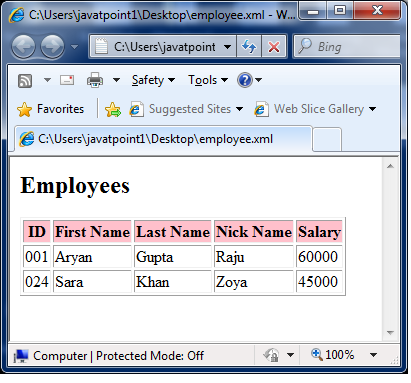 C:\Users\javatpoint1\Desktop\employee.xml - W...
C:\Users\javatpoint
Bing
Safety Tools
Favorites Suggested Sites Web Slice Gallery
C:\Users\javatpoint1\Desktop\employee.xml
Employees
ID First Name Last Name Nick Name Salary
001 Aryan Gupta Raju 60000
024 Sara Khan Zoya 45000
Computer | Protected Mode: Off 100%